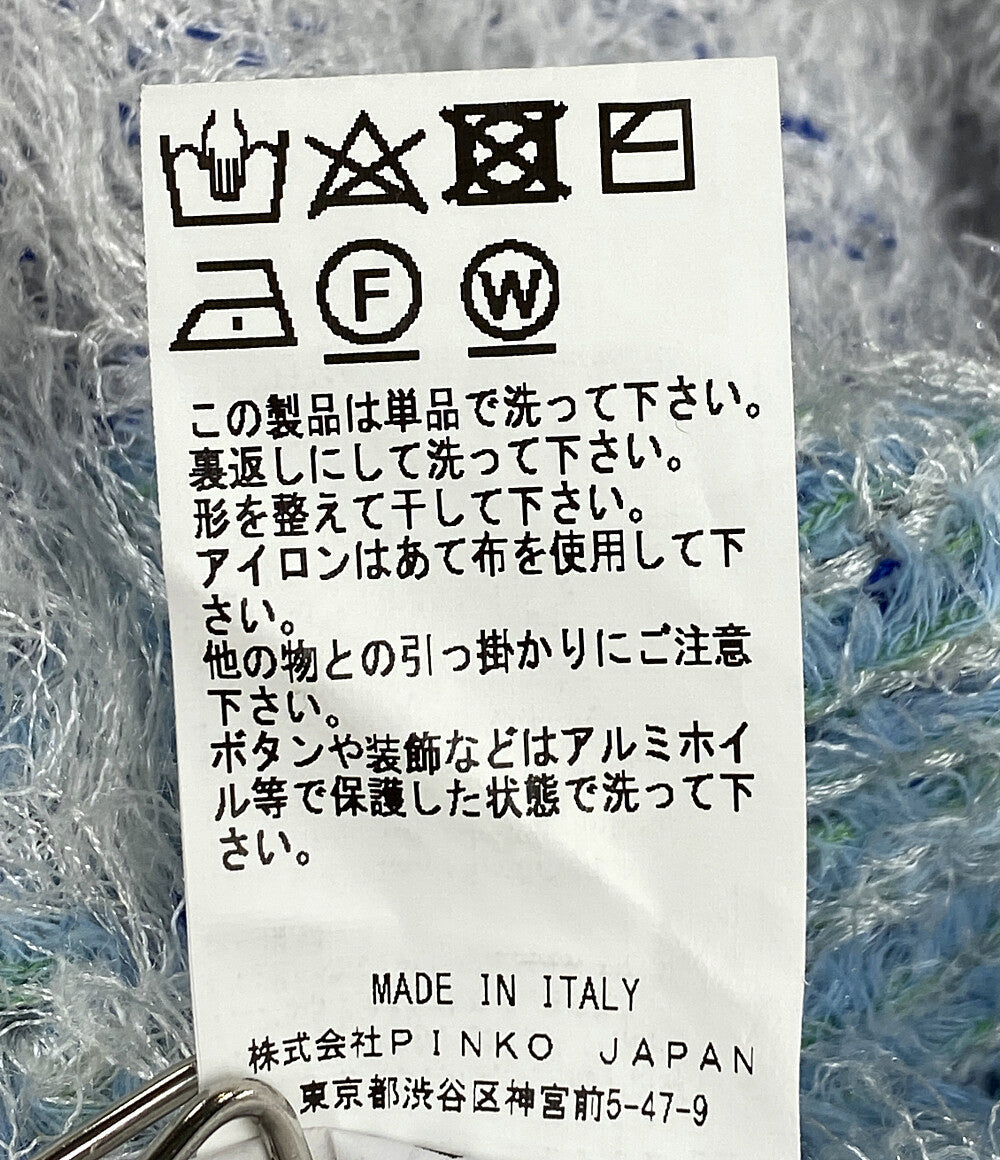 F W
この製品は単品で洗って下さい。
裏返しにして洗って下さい。
形を整えて干して下さい。
アイロンはあて布を使用して下
さい。
他の物との引っ掛かりにご注意
下さい。
ボタンや装飾などはアルミホイ
ル等で保護した状態で洗って下
さい。
MADE IN ITALY
株式会社PINKO JAPAN
東京都渋谷区神宮前5-47-9